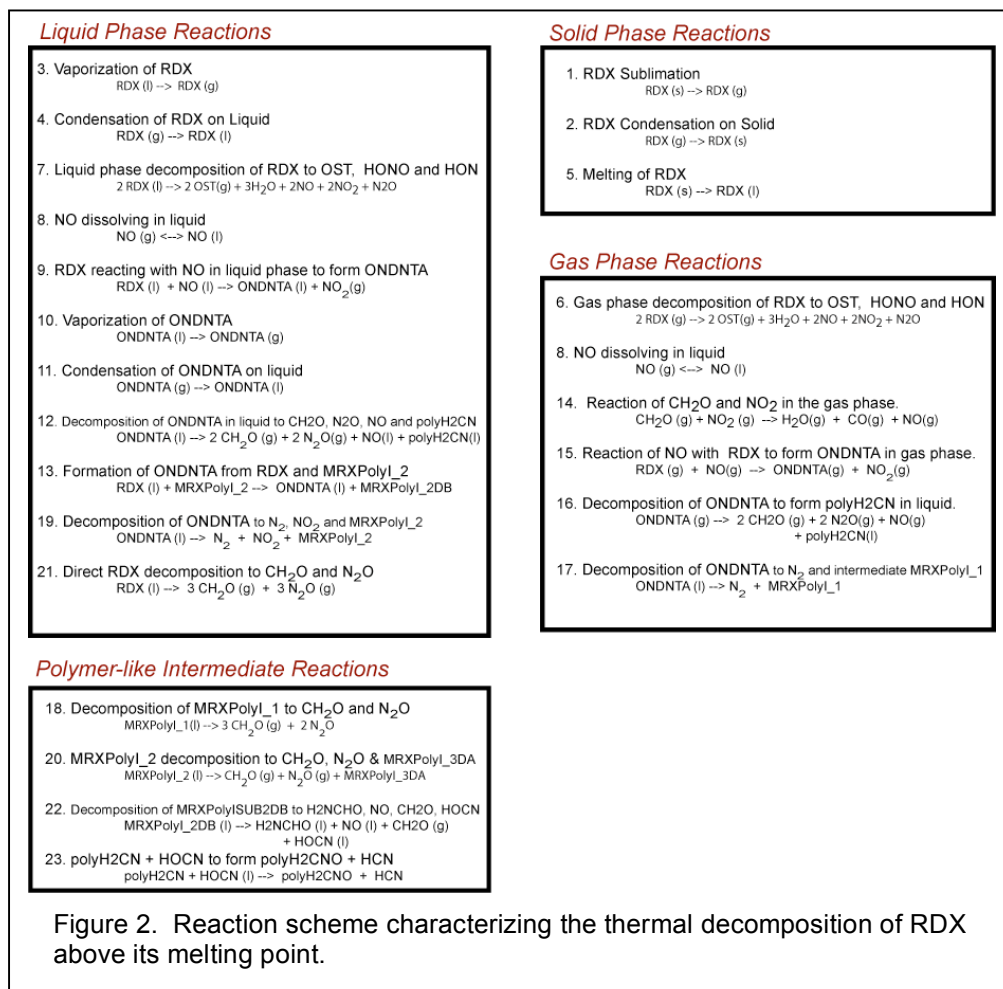 Liquid Phase Reactions
3. Vaporization of RDX
RDX (l) --> RDX (g)
4. Condensation of RDX on Liquid
RDX (g) --> RDX (l)
7. Liquid phase decomposition of RDX to OST, HONO and HON
2 RDX (l) --> 2 OST(g) + 3H₂O + 2NO + 2NO₂ + N2O
8. NO dissolving in liquid
NO (g) <--> NO (l)
9. RDX reacting with NO in liquid phase to form ONDNTA
RDX (l) + NO (l) --> ONDNTA (l) + NO₂(g)
10. Vaporization of ONDNTA
ONDNTA (l) --> ONDNTA (g)
11. Condensation of ONDNTA on liquid
ONDNTA (g) --> ONDNTA (l)
12. Decomposition of ONDNTA in liquid to CH2O, N2O, NO and polyH2CN
ONDNTA (l) --> 2 CH₂O (g) + 2 N₂O(g) + NO(l) + polyH2CN(l)
13. Formation of ONDNTA from RDX and MRXPolyI_2
RDX (l) + MRXPolyI_2 --> ONDNTA (l) + MRXPolyI_2DB
19. Decomposition of ONDNTA to N₂, NO₂ and MRXPolyI_2
ONDNTA (l) --> N₂ + NO₂ + MRXPolyI_2
21. Direct RDX decomposition to CH₂O and N₂O
RDX (l) --> 3 CH₂O (g) + 3 N₂O (g)
Solid Phase Reactions
1. RDX Sublimation
RDX (s) --> RDX (g)
2. RDX Condensation on Solid
RDX (g) --> RDX (s)
5. Melting of RDX
RDX (s) --> RDX (l)
Gas Phase Reactions
6. Gas phase decomposition of RDX to OST, HONO and HON
2 RDX (g) --> 2 OST(g) + 3H₂O + 2NO + 2NO₂ + N2O
8. NO dissolving in liquid
NO (g) <--> NO (l)
14. Reaction of CH₂O and NO₂ in the gas phase.
CH₂O (g) + NO₂ (g) --> H₂O(g) + CO(g) + NO(g)
15. Reaction of NO with RDX to form ONDNTA in gas phase.
RDX (g) + NO(g) --> ONDNTA(g) + NO₂(g)
16. Decomposition of ONDNTA to form polyH2CN in liquid.
ONDNTA (g) --> 2 CH2O (g) + 2 N2O(g) + NO(g)
+ polyH2CN(l)
17. Decomposition of ONDNTA to N₂ and intermediate MRXPolyI_1
ONDNTA (l) --> N₂ + MRXPolyI_1
Polymer-like Intermediate Reactions
18. Decomposition of MRXPolyI_1 to CH₂O and N₂O
MRXPolyI_1(l) --> 3 CH₂O (g) + 2 N₂O
20. MRXPolyI_2 decomposition to CH₂O, N₂O & MRXPolyI_3DA
MRXPolyI_2 (l) --> CH₂O (g) + N₂O (g) + MRXPolyI_3DA
22. Decomposition of MRXPolyISUB2DB to H2NCHO, NO, CH2O, HOCN
MRXPolyI_2DB (l) --> H2NCHO (l) + NO (l) + CH2O (g)
+ HOCN (l)
23. polyH2CN + HOCN to form polyH2CNO + HCN
polyH2CN + HOCN (l) --> polyH2CNO + HCN
Figure 2. Reaction scheme characterizing the thermal decomposition of RDX
above its melting point.